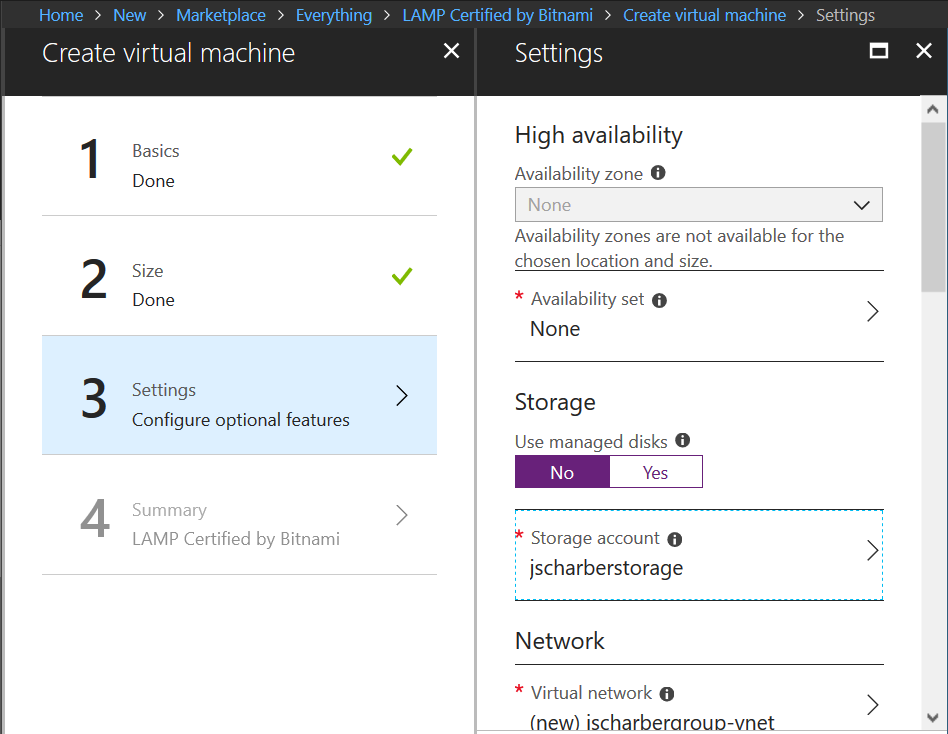 Home > New > Marketplace > Everything > LAMP Certified by Bitnami > Create virtual machine > Settings
Create virtual machine
1
Basics
Done
2
Size
Done
3
Settings
Configure optional features
4
Summary
LAMP Certified by Bitnami
Settings
High availability
Availability zone
None
Availability zones are not available for the
chosen location and size.
* Availability set
None
Storage
Use managed disks
No Yes
* Storage account
jscharberstorage
Network
* Virtual network
(new) jscharbergroup-vnet